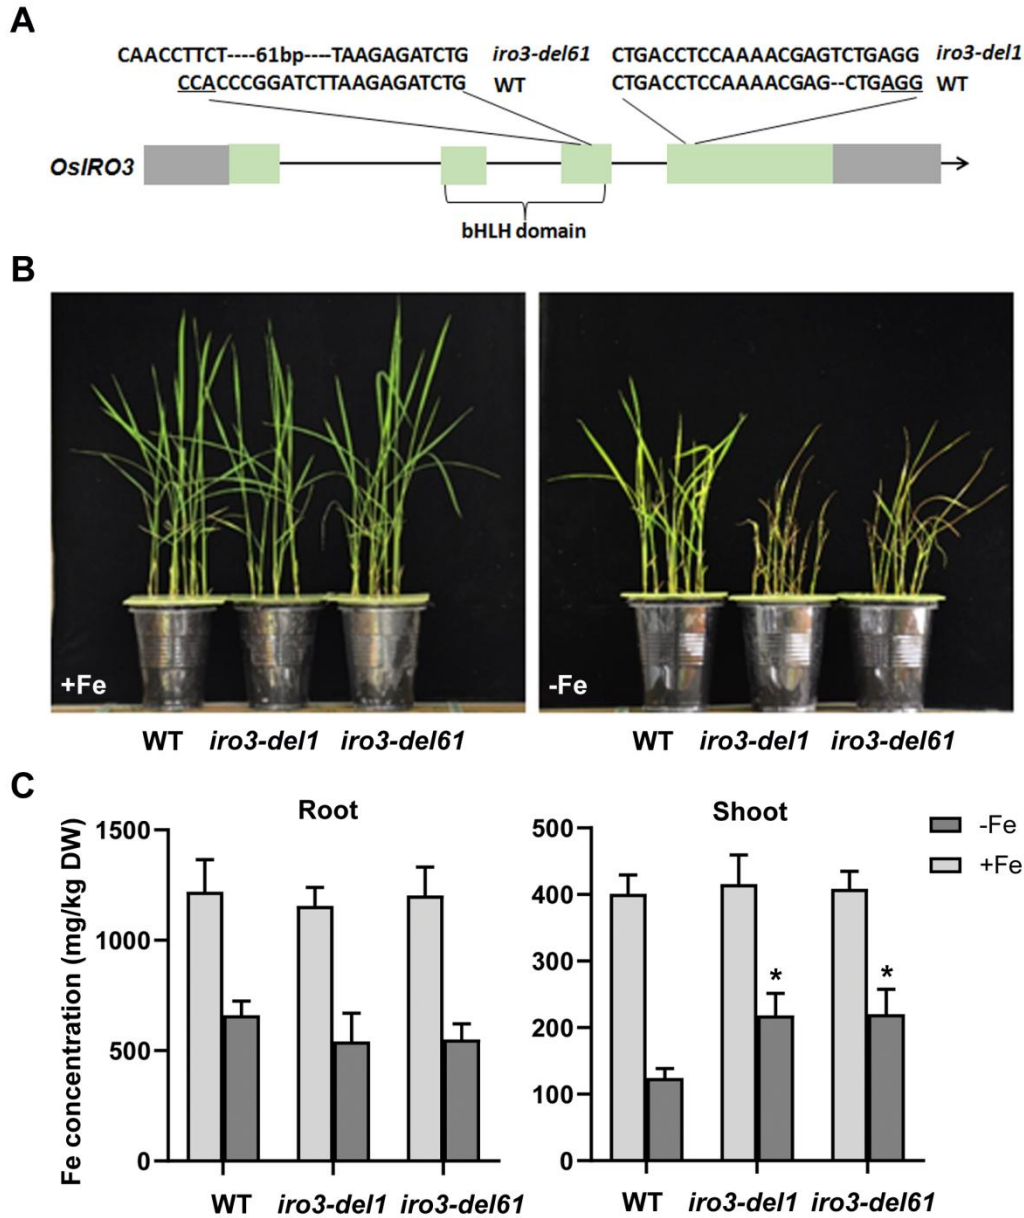 A
CAACCTTCT----61bp----TAAGAGATCTG iro3-del61 CTGACCTCCAAAACGAGTCTGAGG iro3-del1
CCACCCGGATCTTAAGAGATCTG WT CTGACCTCCAAAACGAG--CTGAGG WT
OsIRO3
bHLH domain
B
+Fe
-Fe
WT iro3-del1 iro3-del61
WT iro3-del1 iro3-del61
C
Root
Fe concentration (mg/kg DW)
1500
1000
500
0
WT iro3-del1 iro3-del61
Shoot
500
400
300
200
100
0
* *
WT iro3-del1 iro3-del61
-Fe
+Fe